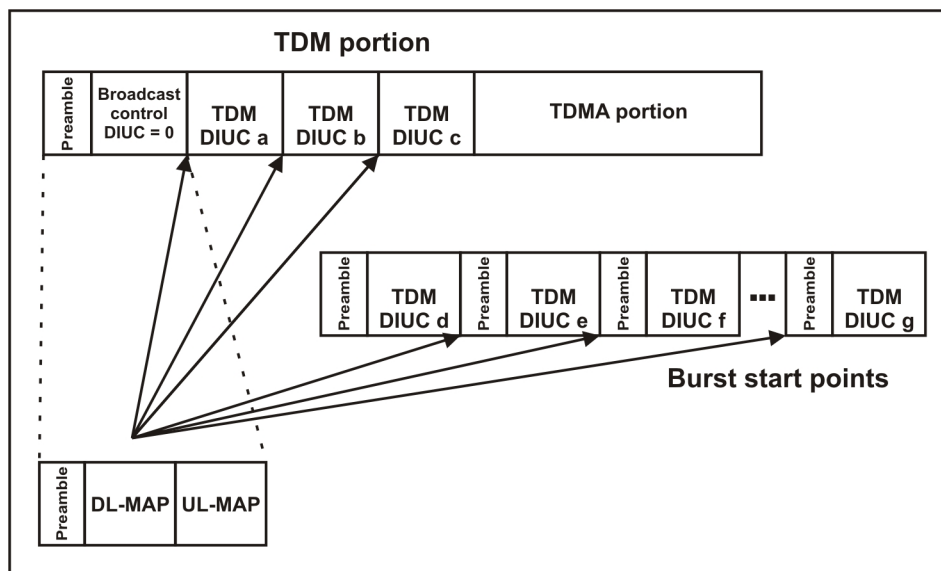 TDM portion
Preamble
Broadcast
control
DIUC = 0
TDM
DIUC a
TDM
DIUC b
TDM
DIUC c
TDMA portion
Preamble
TDM
DIUC d
Preamble
TDM
DIUC e
Preamble
TDM
DIUC f
...
Preamble
TDM
DIUC g
Burst start points
Preamble
DL-MAP
UL-MAP